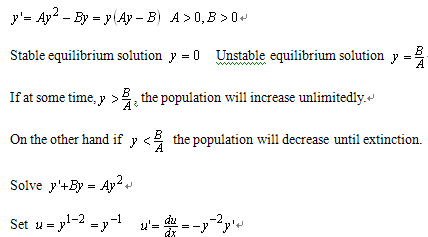 y'= Ay² − By = y(Ay − B)  A > 0, B > 0↵
Stable equilibrium solution y = 0  Unstable equilibrium solution y = B/A
If at some time, y > B/A, the population will increase unlimitedly.↵
On the other hand if y < B/A the population will decrease until extinction.
Solve y'+By = Ay²↵
Set u = y¹⁻² = y⁻¹  u'= du/dx = −y⁻²y'↵